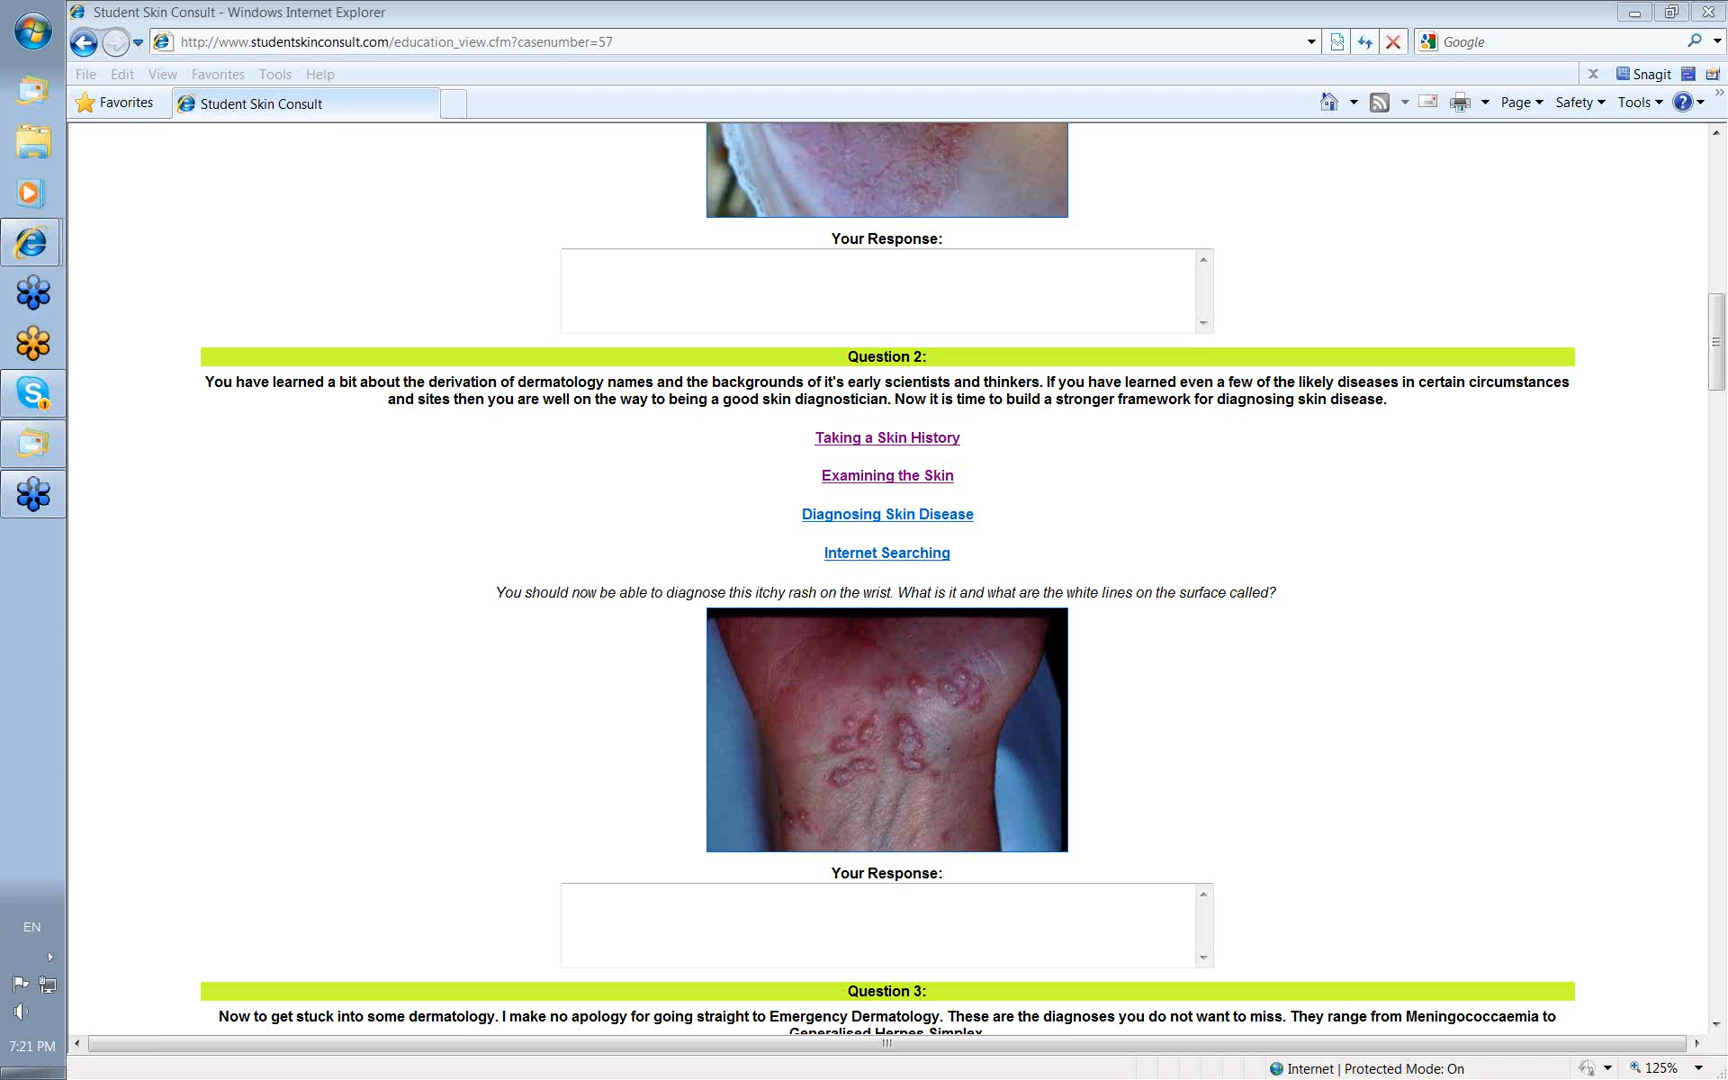 Student Skin Consult - Windows Internet Explorer
http://www.studentskinconsult.com/education_view.cfm?casenumber=57
Google
File Edit View Favorites Tools Help
x Snagit
Favorites
Student Skin Consult
Page Safety Tools
Your Response:
Question 2:
You have learned a bit about the derivation of dermatology names and the backgrounds of it's early scientists and thinkers. If you have learned even a few of the likely diseases in certain circumstances
and sites then you are well on the way to being a good skin diagnostician. Now it is time to build a stronger framework for diagnosing skin disease.
Taking a Skin History
Examining the Skin
Diagnosing Skin Disease
Internet Searching
You should now be able to diagnose this itchy rash on the wrist. What is it and what are the white lines on the surface called?
Your Response:
Question 3:
Now to get stuck into some dermatology. I make no apology for going straight to Emergency Dermatology. These are the diagnoses you do not want to miss. They range from Meningococcaemia to
Generalised Herpes Simplex
EN
7:21 PM
Internet | Protected Mode: On
125%